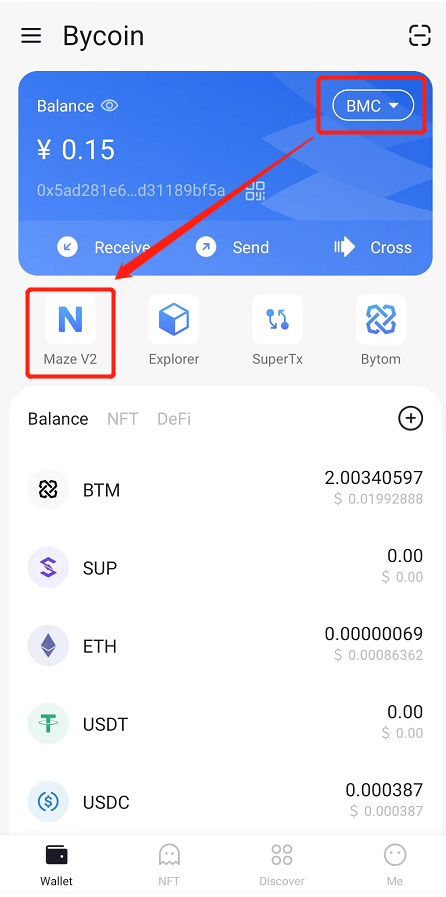 Bycoin
Balance
BMC
¥ 0.15
0x5ad281e6...d31189bf5a
Receive
Send
Cross
Maze V2
Explorer
SuperTx
Bytom
Balance NFT DeFi
BTM
2.00340597
$ 0.01992888
SUP
0.00
$ 0.00
ETH
0.00000069
$ 0.00086362
USDT
0.00
$ 0.00
USDC
0.000387
$ 0.000387
Wallet
NFT
Discover
Me